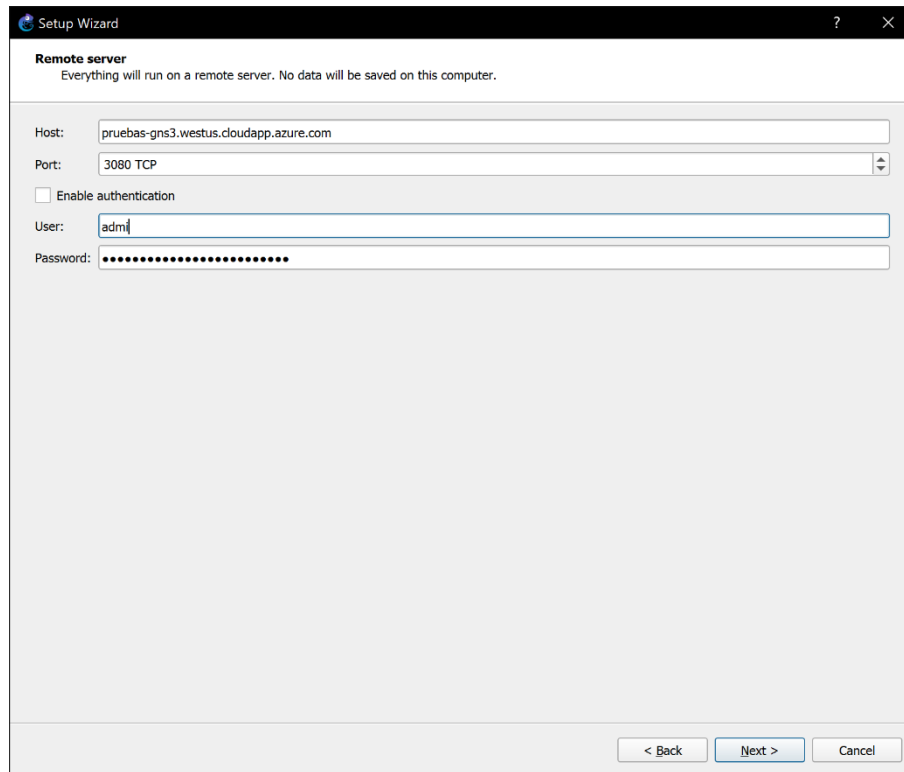 Setup Wizard
Remote server
Everything will run on a remote server. No data will be saved on this computer.
Host: pruebas-gns3.westus.cloudapp.azure.com
Port: 3080 TCP
Enable authentication
User: admi
Password: ●●●●●●●●●●●●●●●●●●●●●●●●●
< Back Next > Cancel